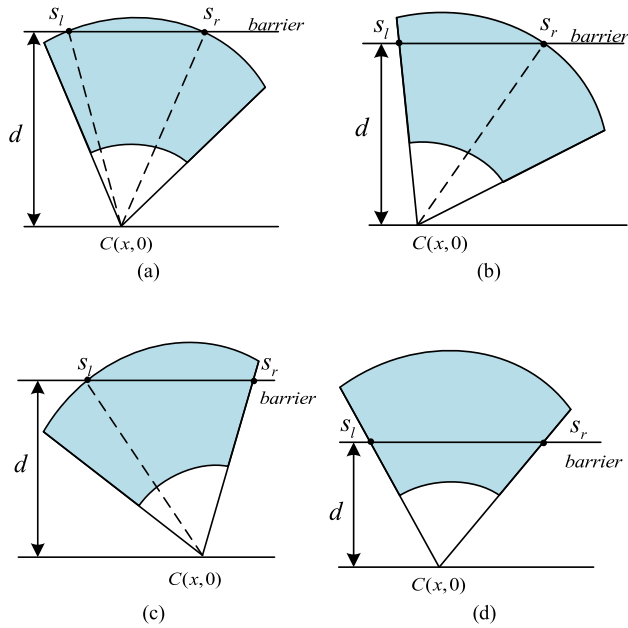 s_l s_r barrier
d
C(x,0)
(a)
s_l s_r barrier
d
C(x,0)
(b)
s_l s_r
barrier
d
C(x,0)
(c)
s_l s_r
barrier
d
C(x,0)
(d)